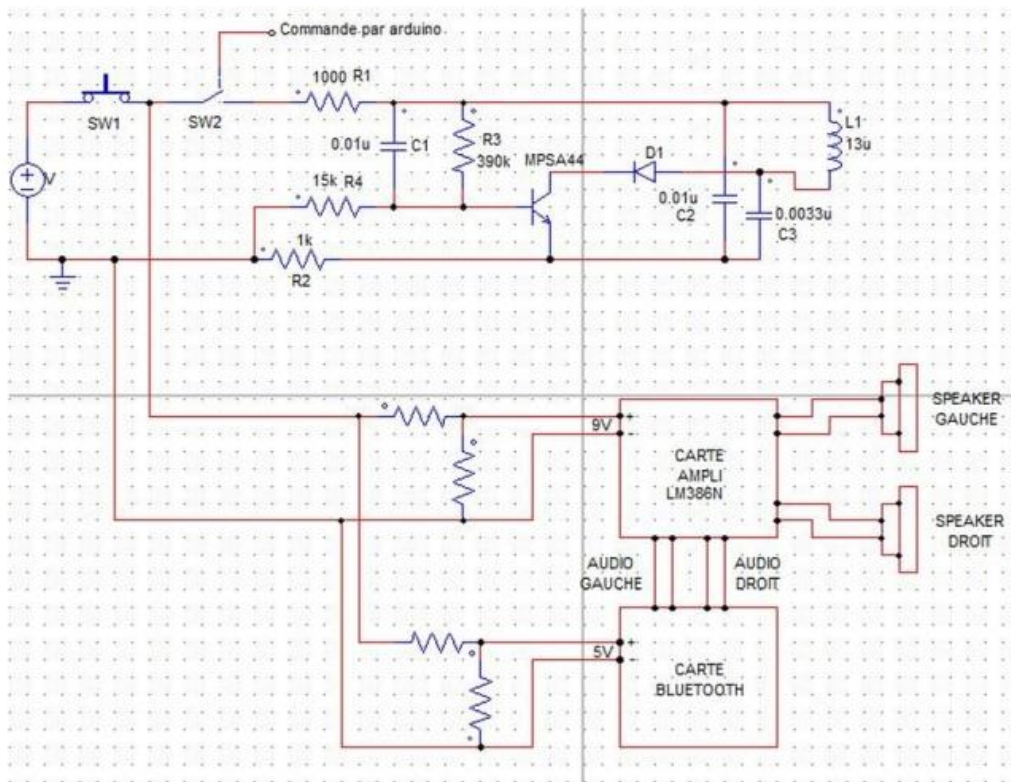 Commande par arduino
1000 R1
SW1
SW2
0.01u
C1
R3
390k
MPSA44
D1
L1
13u
V
15k R4
0.01u
C2
0.0033u
C3
1k
R2
9V
+
-
CARTE
AMPLI
LM386N
SPEAKER
GAUCHE
SPEAKER
DROIT
AUDIO
GAUCHE
AUDIO
DROIT
5V
+
-
CARTE
BLUETOOTH